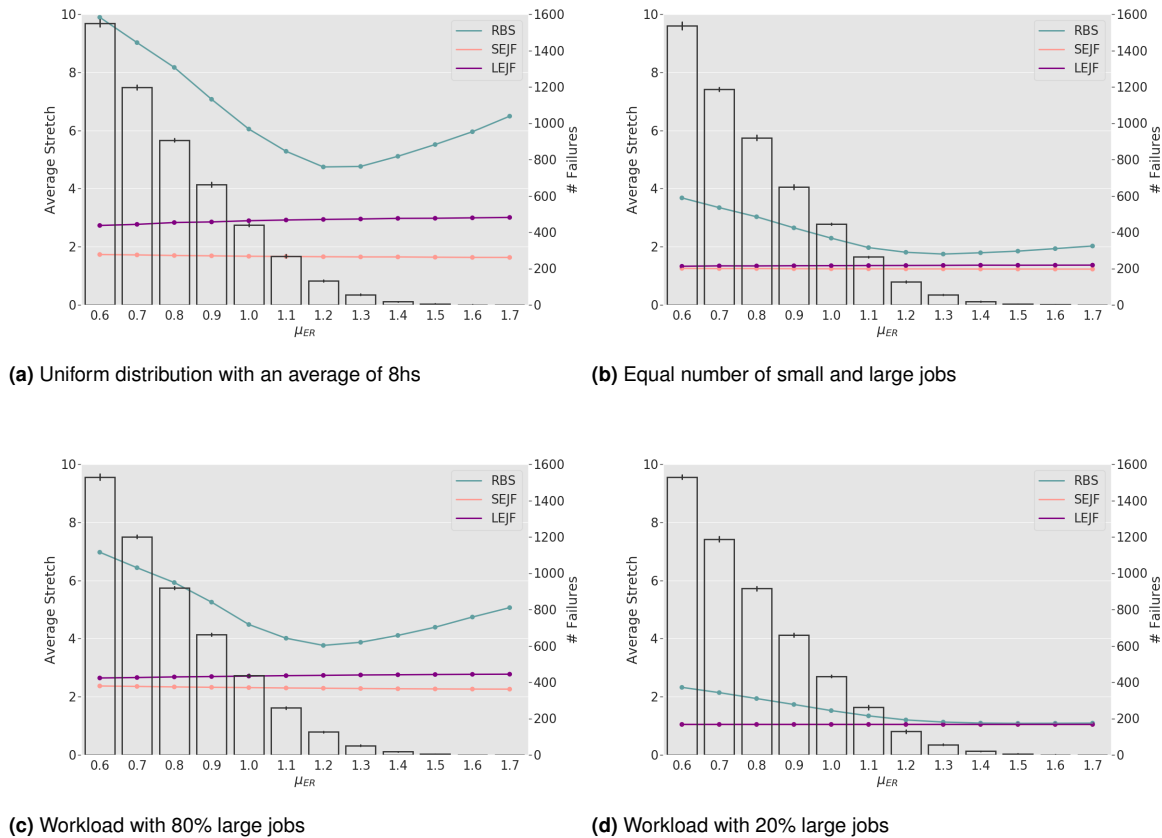 10
8
6
4
2
0
Average Stretch
1600
1400
1200
1000
800
600
400
200
0
# Failures
RBS
SEJF
LEJF
0.6 0.7 0.8 0.9 1.0 1.1 1.2 1.3 1.4 1.5 1.6 1.7
μER
(a) Uniform distribution with an average of 8hs
10
8
6
4
2
0
Average Stretch
1600
1400
1200
1000
800
600
400
200
0
# Failures
RBS
SEJF
LEJF
0.6 0.7 0.8 0.9 1.0 1.1 1.2 1.3 1.4 1.5 1.6 1.7
μER
(b) Equal number of small and large jobs
10
8
6
4
2
0
Average Stretch
1600
1400
1200
1000
800
600
400
200
0
# Failures
RBS
SEJF
LEJF
0.6 0.7 0.8 0.9 1.0 1.1 1.2 1.3 1.4 1.5 1.6 1.7
μER
(c) Workload with 80% large jobs
10
8
6
4
2
0
Average Stretch
1600
1400
1200
1000
800
600
400
200
0
# Failures
RBS
SEJF
LEJF
0.6 0.7 0.8 0.9 1.0 1.1 1.2 1.3 1.4 1.5 1.6 1.7
μER
(d) Workload with 20% large jobs